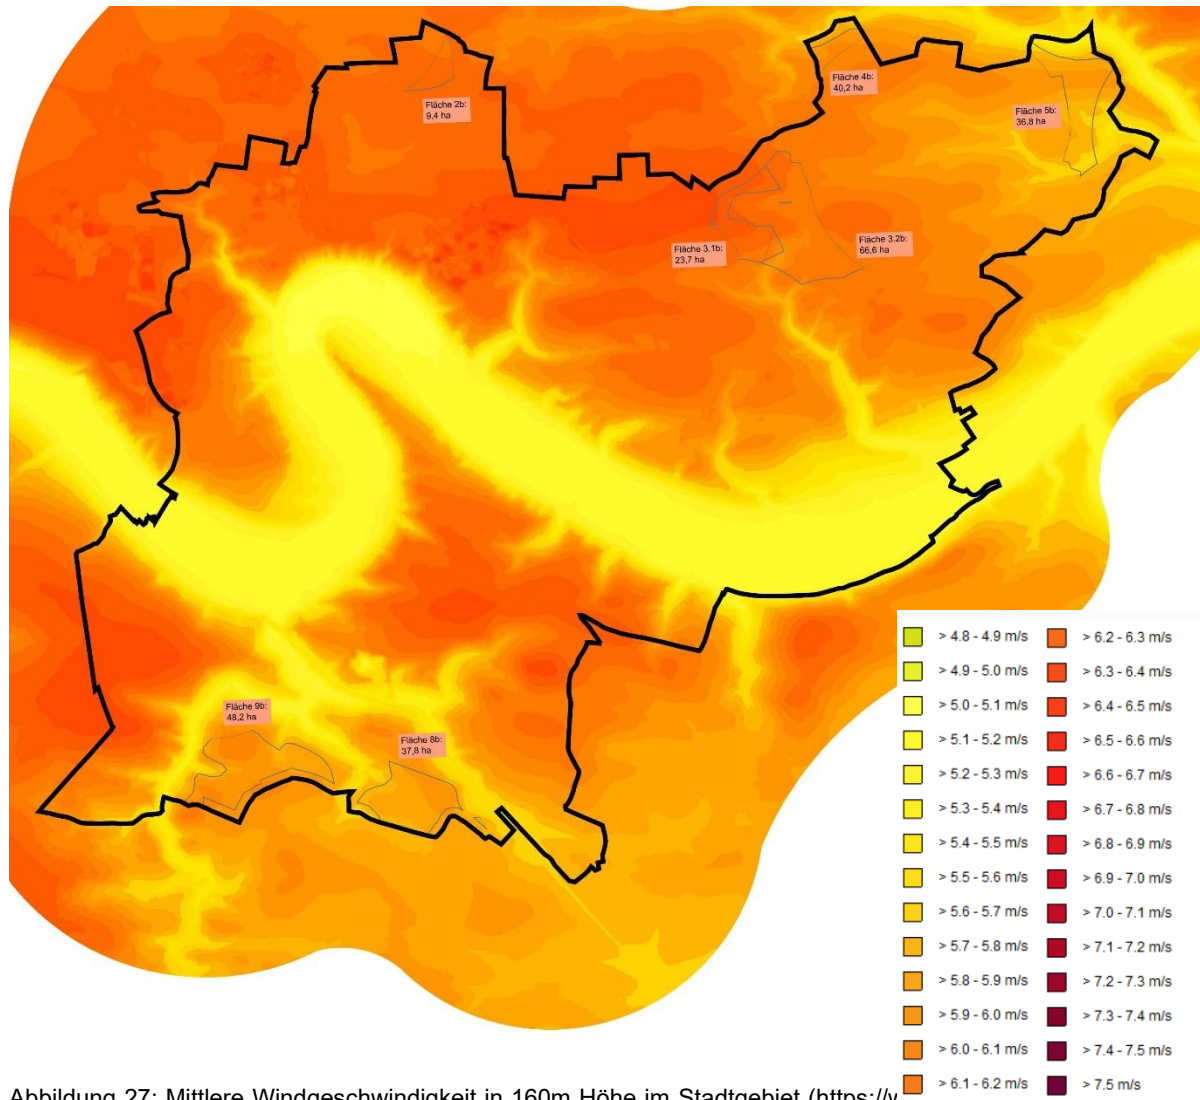 Fläche 2b:
9,4 ha
Fläche 4b:
40,2 ha
Fläche 5b:
36,8 ha
Fläche 3.1b:
23,7 ha
Fläche 3.2b:
66,6 ha
Fläche 9b:
48,2 ha
Fläche 8b:
37,8 ha
> 4.8 - 4.9 m/s
> 4.9 - 5.0 m/s
> 5.0 - 5.1 m/s
> 5.1 - 5.2 m/s
> 5.2 - 5.3 m/s
> 5.3 - 5.4 m/s
> 5.4 - 5.5 m/s
> 5.5 - 5.6 m/s
> 5.6 - 5.7 m/s
> 5.7 - 5.8 m/s
> 5.8 - 5.9 m/s
> 5.9 - 6.0 m/s
> 6.0 - 6.1 m/s
> 6.1 - 6.2 m/s
> 6.2 - 6.3 m/s
> 6.3 - 6.4 m/s
> 6.4 - 6.5 m/s
> 6.5 - 6.6 m/s
> 6.6 - 6.7 m/s
> 6.7 - 6.8 m/s
> 6.8 - 6.9 m/s
> 6.9 - 7.0 m/s
> 7.0 - 7.1 m/s
> 7.1 - 7.2 m/s
> 7.2 - 7.3 m/s
> 7.3 - 7.4 m/s
> 7.4 - 7.5 m/s
> 7.5 m/s
Abbildung 27: Mittlere Windgeschwindigkeit in 160m Höhe im Stadtgebiet (https://